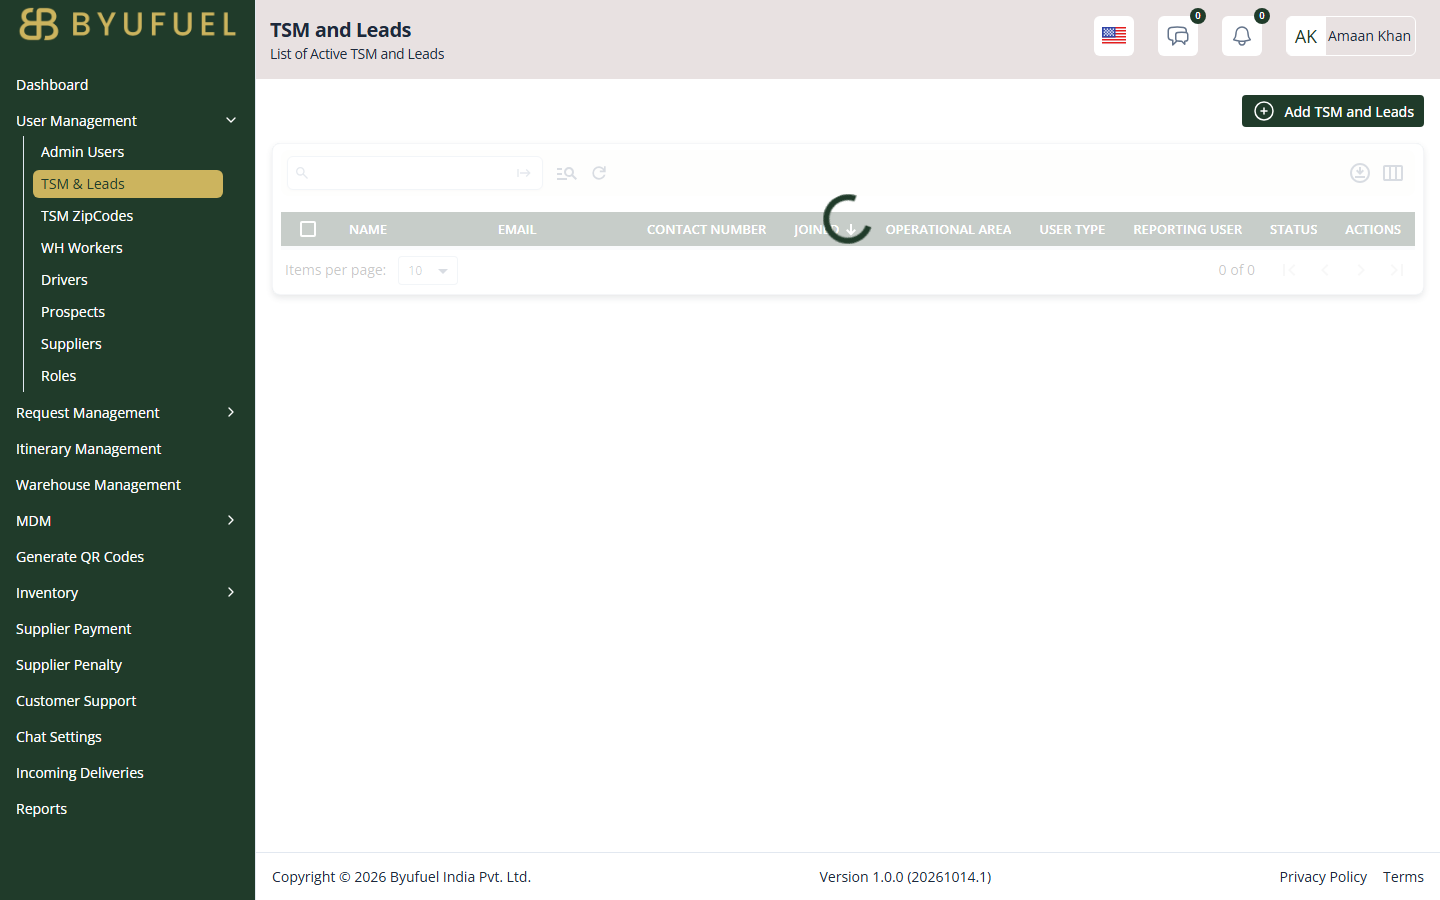 BYUFUEL
TSM and Leads
List of Active TSM and Leads
0
0
AK
Amaan Khan
Dashboard
User Management
Admin Users
TSM & Leads
TSM ZipCodes
WH Workers
Drivers
Prospects
Suppliers
Roles
Request Management
Itinerary Management
Warehouse Management
MDM
Generate QR Codes
Inventory
Supplier Payment
Supplier Penalty
Customer Support
Chat Settings
Incoming Deliveries
Reports
Add TSM and Leads
NAME EMAIL CONTACT NUMBER JOINED OPERATIONAL AREA USER TYPE REPORTING USER STATUS ACTIONS
Items per page: 10 0 of 0
Copyright © 2026 Byufuel India Pvt. Ltd. Version 1.0.0 (20261014.1) Privacy Policy Terms